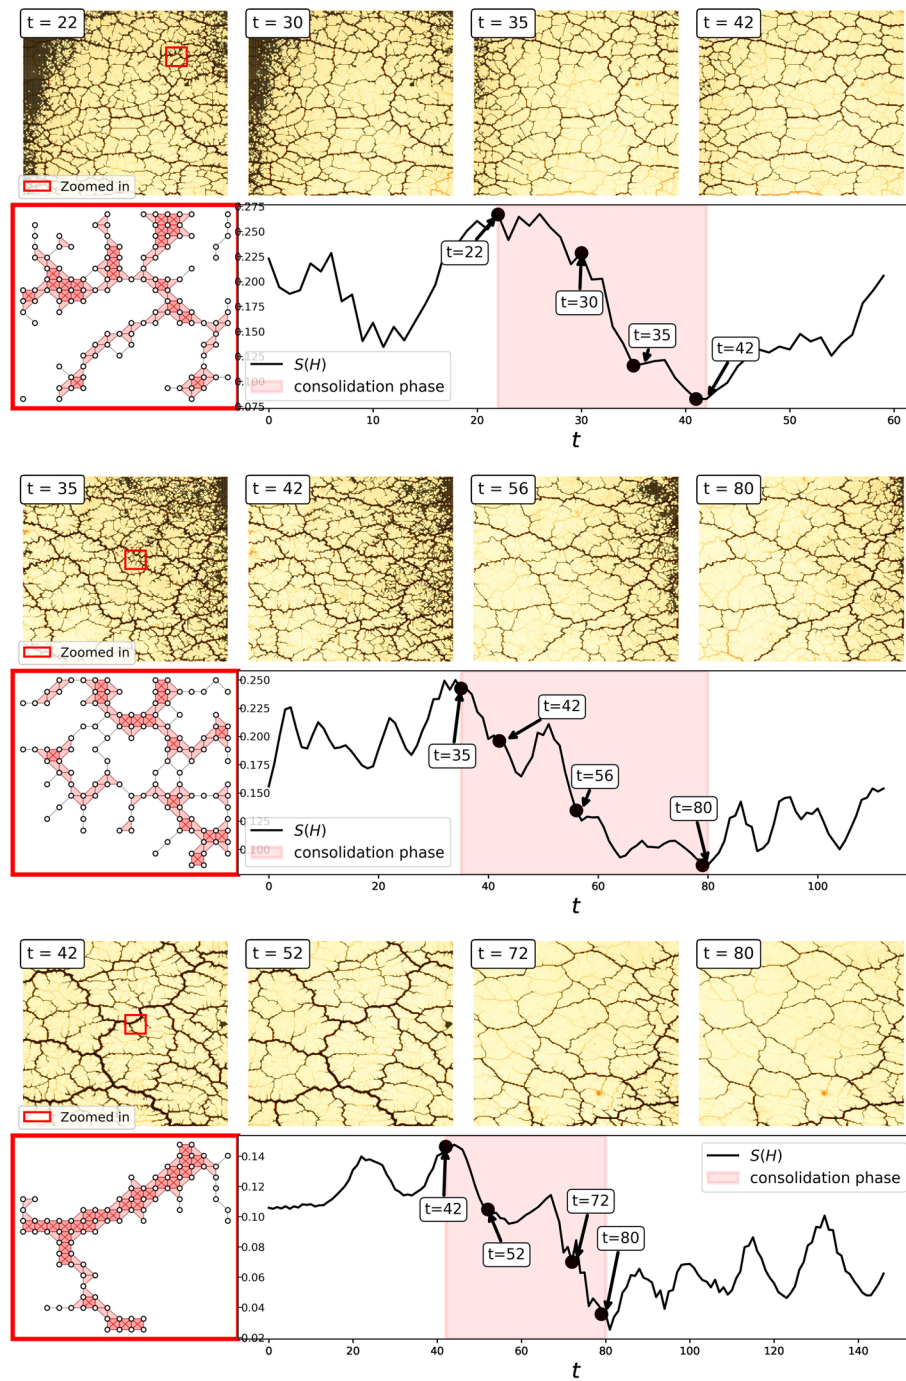 t = 22
t = 30
t = 35
t = 42
Zoomed in
0.275
0.250
0.225
0.200
0.175
0.150
0.125
0.100
0.075
t=22
t=30
t=35
t=42
S(H)
consolidation phase
0 10 20 30 40 50 60
t
t = 35
t = 42
t = 56
t = 80
Zoomed in
0.250
0.225
0.200
0.175
0.150
0.125
0.100
t=35
t=42
t=56
t=80
S(H)
consolidation phase
0 20 40 60 80 100
t
t = 42
t = 52
t = 72
t = 80
Zoomed in
0.14
0.12
0.10
0.08
0.06
0.04
0.02
t=42
t=52
t=72
t=80
S(H)
consolidation phase
0 20 40 60 80 100 120 140
t